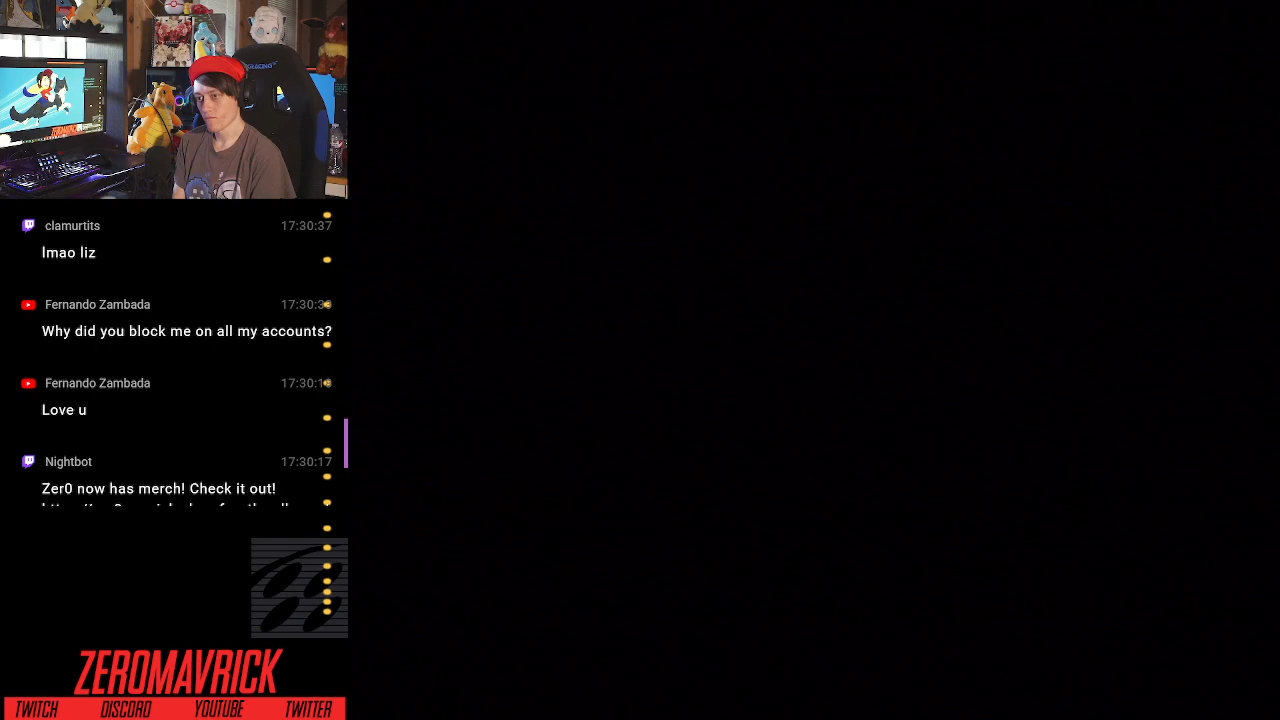 clamurtits 17:30:37
lmao liz
Fernando Zambada
Why did you block me on all my accounts?
Fernando Zambada
Love u
Nightbot 17:30:17
Zer0 now has merch! Check it out!
ZEROMAVRICK
TWITCH DISCORD YOUTUBE TWITTER